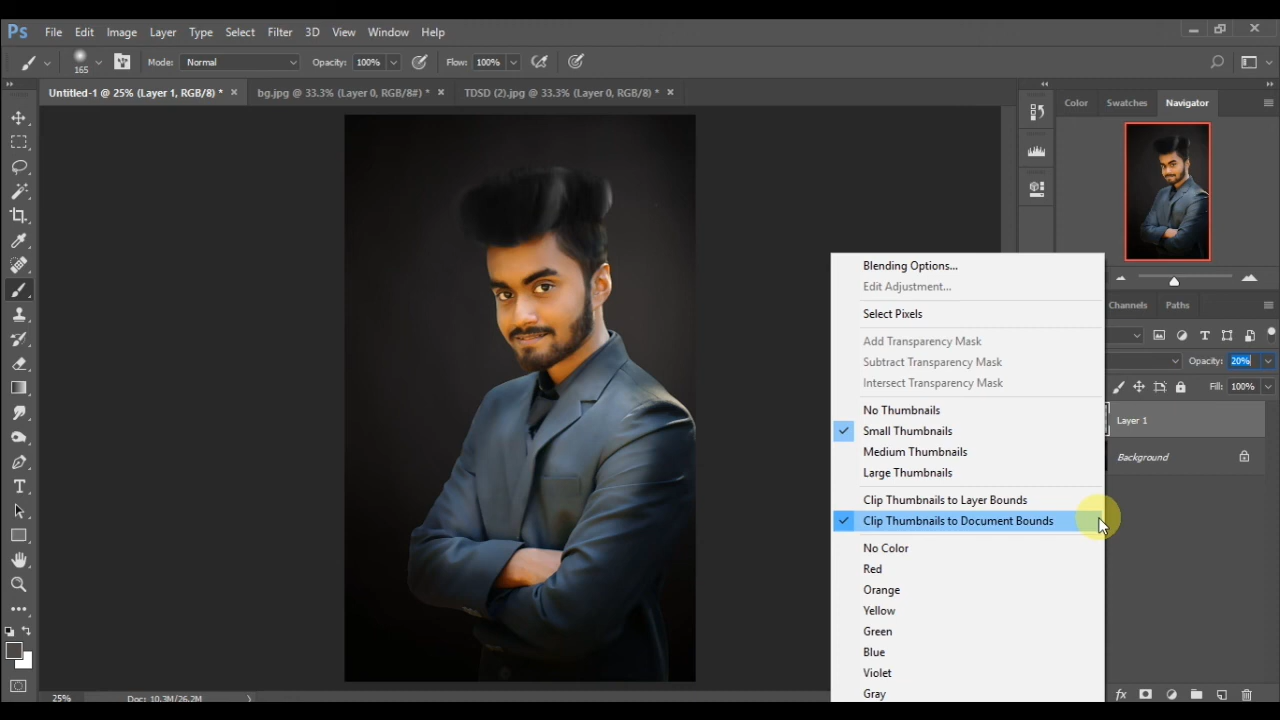 Ps File Edit Image Layer Type Select Filter 3D View Window Help
165 Mode: Normal Opacity: 100% Flow: 100%
Untitled-1 @ 25% (Layer 1, RGB/8) * × bg.jpg @ 33.3% (Layer 0, RGB/8#) * × TDSD (2).jpg @ 33.3% (Layer 0, RGB/8) * ×
Color Swatches Navigator
Blending Options...
Edit Adjustment...
Select Pixels
Add Transparency Mask
Subtract Transparency Mask
Intersect Transparency Mask
No Thumbnails
Small Thumbnails
Medium Thumbnails
Large Thumbnails
Clip Thumbnails to Layer Bounds
Clip Thumbnails to Document Bounds
No Color
Red
Orange
Yellow
Green
Blue
Violet
Gray
Channels Paths
Opacity: 20%
Fill: 100%
Layer 1
Background
fx
25% Doc: 10.3M/26.2M